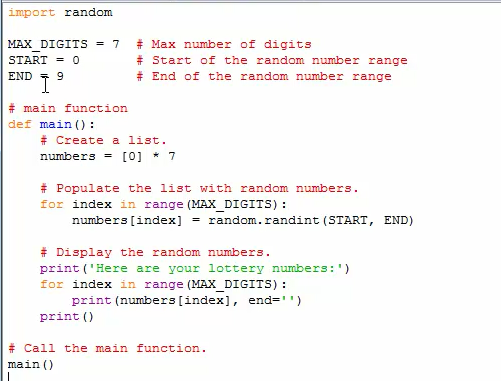 import random
MAX_DIGITS = 7  # Max number of digits
START = 0       # Start of the random number range
END = 9         # End of the random number range
# main function
def main():
    # Create a list.
    numbers = [0] * 7
    # Populate the list with random numbers.
    for index in range(MAX_DIGITS):
        numbers[index] = random.randint(START, END)
    # Display the random numbers.
    print('Here are your lottery numbers:')
    for index in range(MAX_DIGITS):
        print(numbers[index], end='')
    print()
# Call the main function.
main()